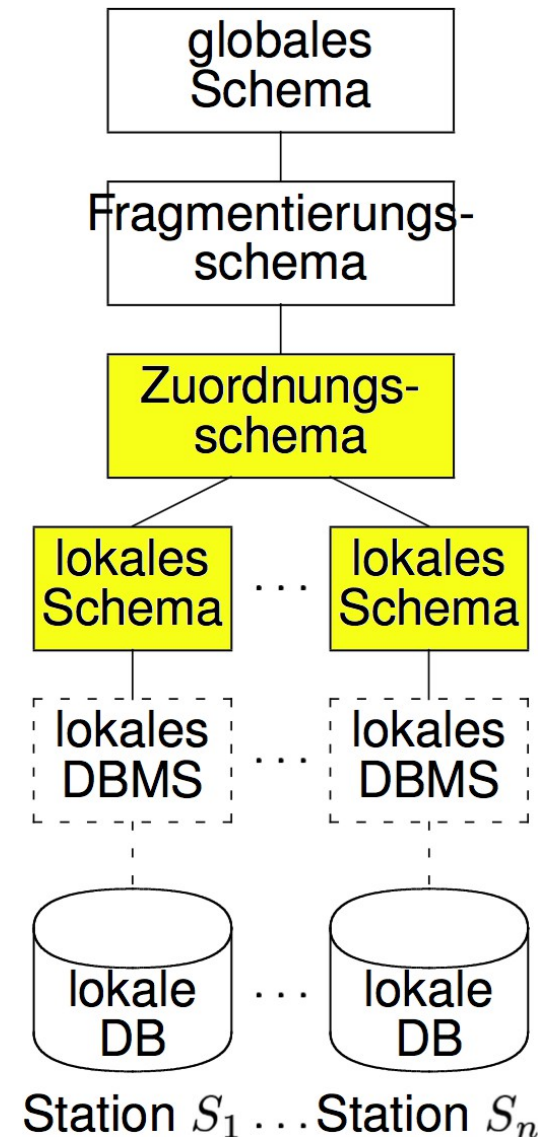 globales
Schema
Fragmentierungs-
schema
Zuordnungs-
schema
lokales
Schema
. . .
lokales
Schema
lokales
DBMS
. . .
lokales
DBMS
lokale
DB
. . .
lokale
DB
Station S₁ . . . Station Sₙ